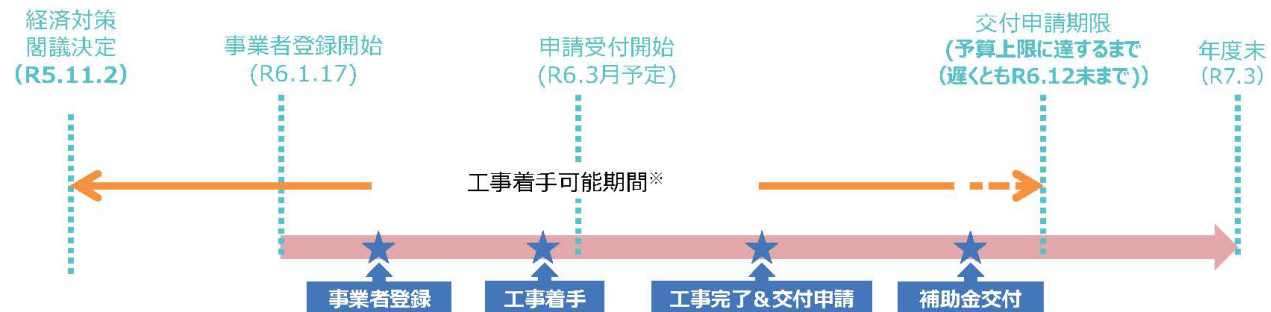 経済対策
閣議決定
(R5.11.2)
事業者登録開始
(R6.1.17)
申請受付開始
(R6.3月予定)
交付申請期限
(予算上限に達するまで
(遅くともR6.12末まで))
年度末
(R7.3)
工事着手可能期間※
事業者登録
工事着手
工事完了＆交付申請
補助金交付